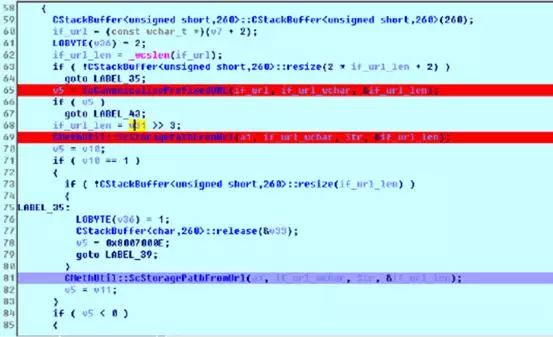 58 {
59 CStackBuffer<unsigned short,260>::CStackBuffer<unsigned short,260>(260);
60 if_url = (const wchar_t *)(v7 + 2);
61 LOBYTE(v36) = 2;
62 if_url_len = _wcslen(if_url);
63 if ( !CStackBuffer<unsigned short,260>::resize(2 * if_url_len + 2) )
64 goto LABEL_35;
65 v5 = ScCanonicalizePrefixedURL(if_url, if_url_wchar, &if_url_len);
66 if ( v5 )
67 goto LABEL_43;
68 if_url_len = v31 >> 3;
69 CMethUtil::ScStoragePathFromUrl(a1, if_url_wchar, Str, &if_url_len);
70 v5 = v10;
71 if ( v10 == 1 )
72 {
73 if ( !CStackBuffer<unsigned short,260>::resize(if_url_len) )
74 {
75 LABEL_35:
76 LOBYTE(v36) = 1;
77 CStackBuffer<char,260>::release(&v33);
78 v5 = 0x8007000E;
79 goto LABEL_39;
80 }
81 CMethUtil::ScStoragePathFromUrl( if_url_wchar, Str, &if_url_len);
82 v5 = v11;
83 }
84 if ( v5 < 0 )
85 {